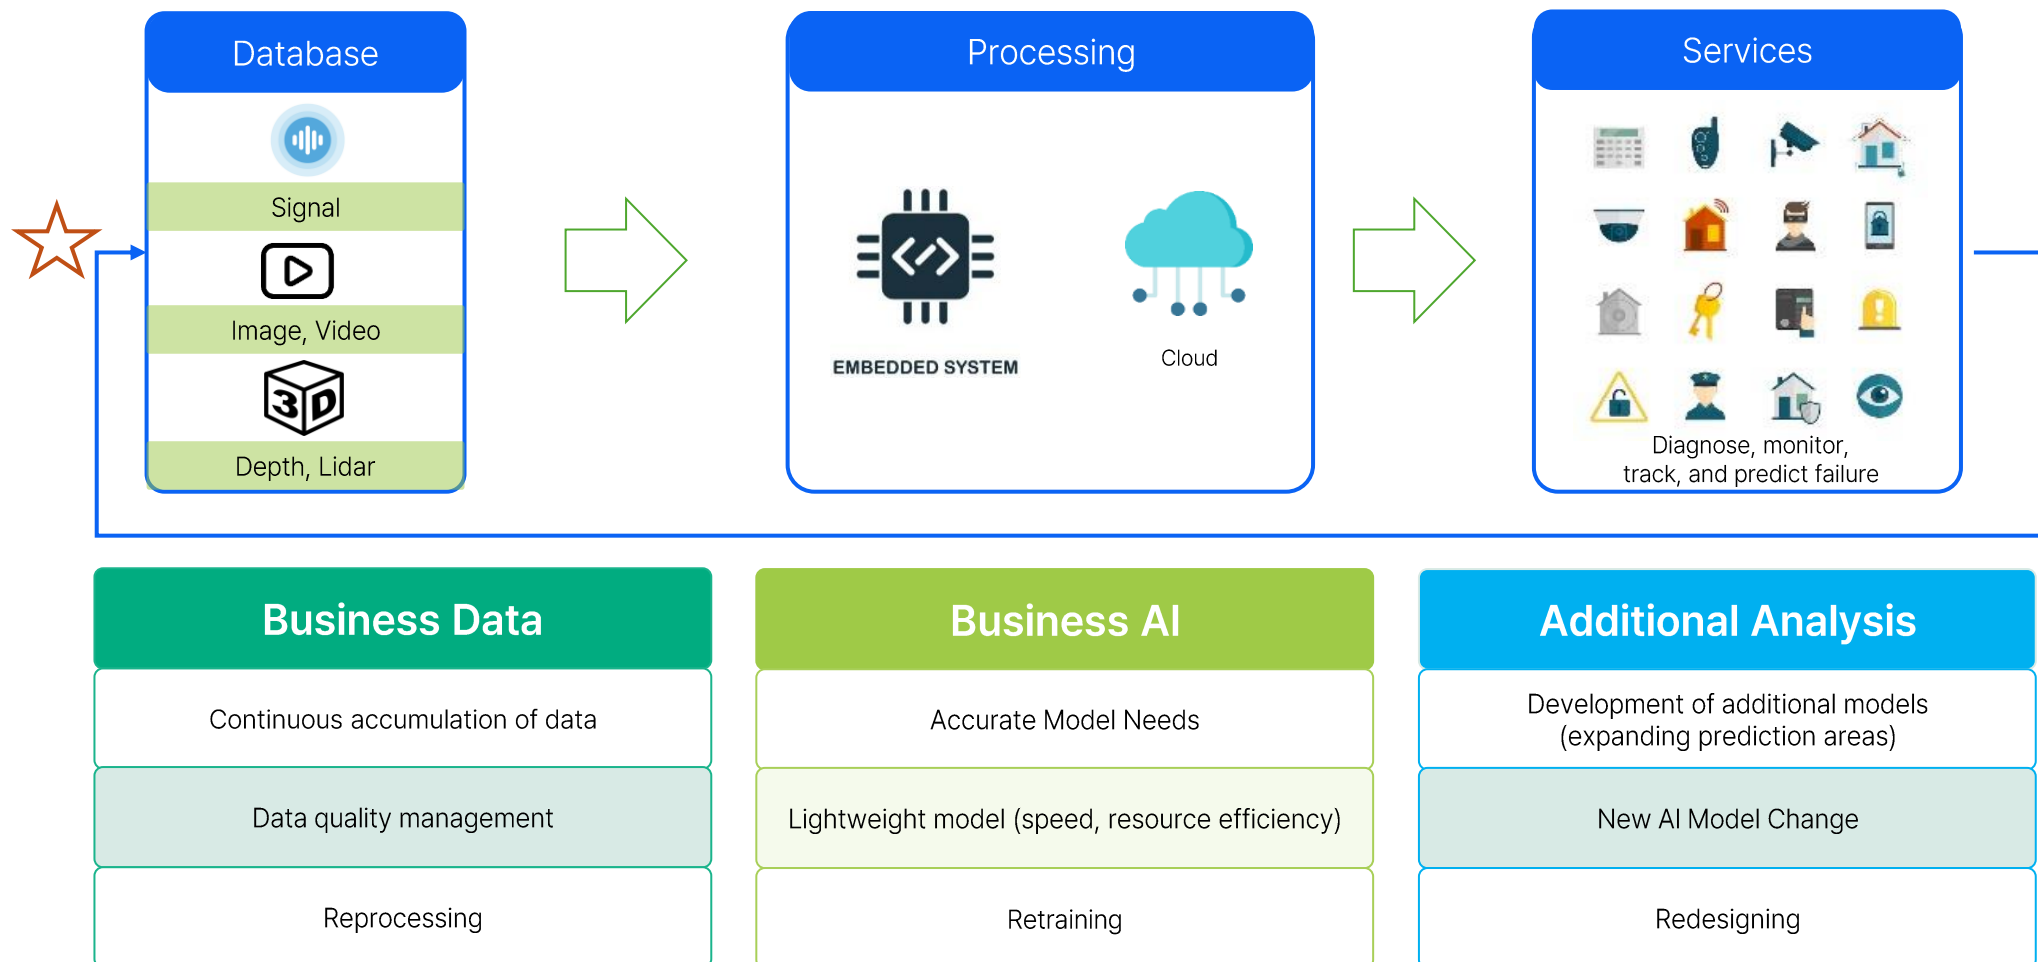 Database
Signal
Image, Video
3D
Depth, Lidar
Processing
EMBEDDED SYSTEM
Cloud
Services
Diagnose, monitor,
track, and predict failure
Business Data
Continuous accumulation of data
Data quality management
Reprocessing
Business AI
Accurate Model Needs
Lightweight model (speed, resource efficiency)
Retraining
Additional Analysis
Development of additional models
(expanding prediction areas)
New AI Model Change
Redesigning